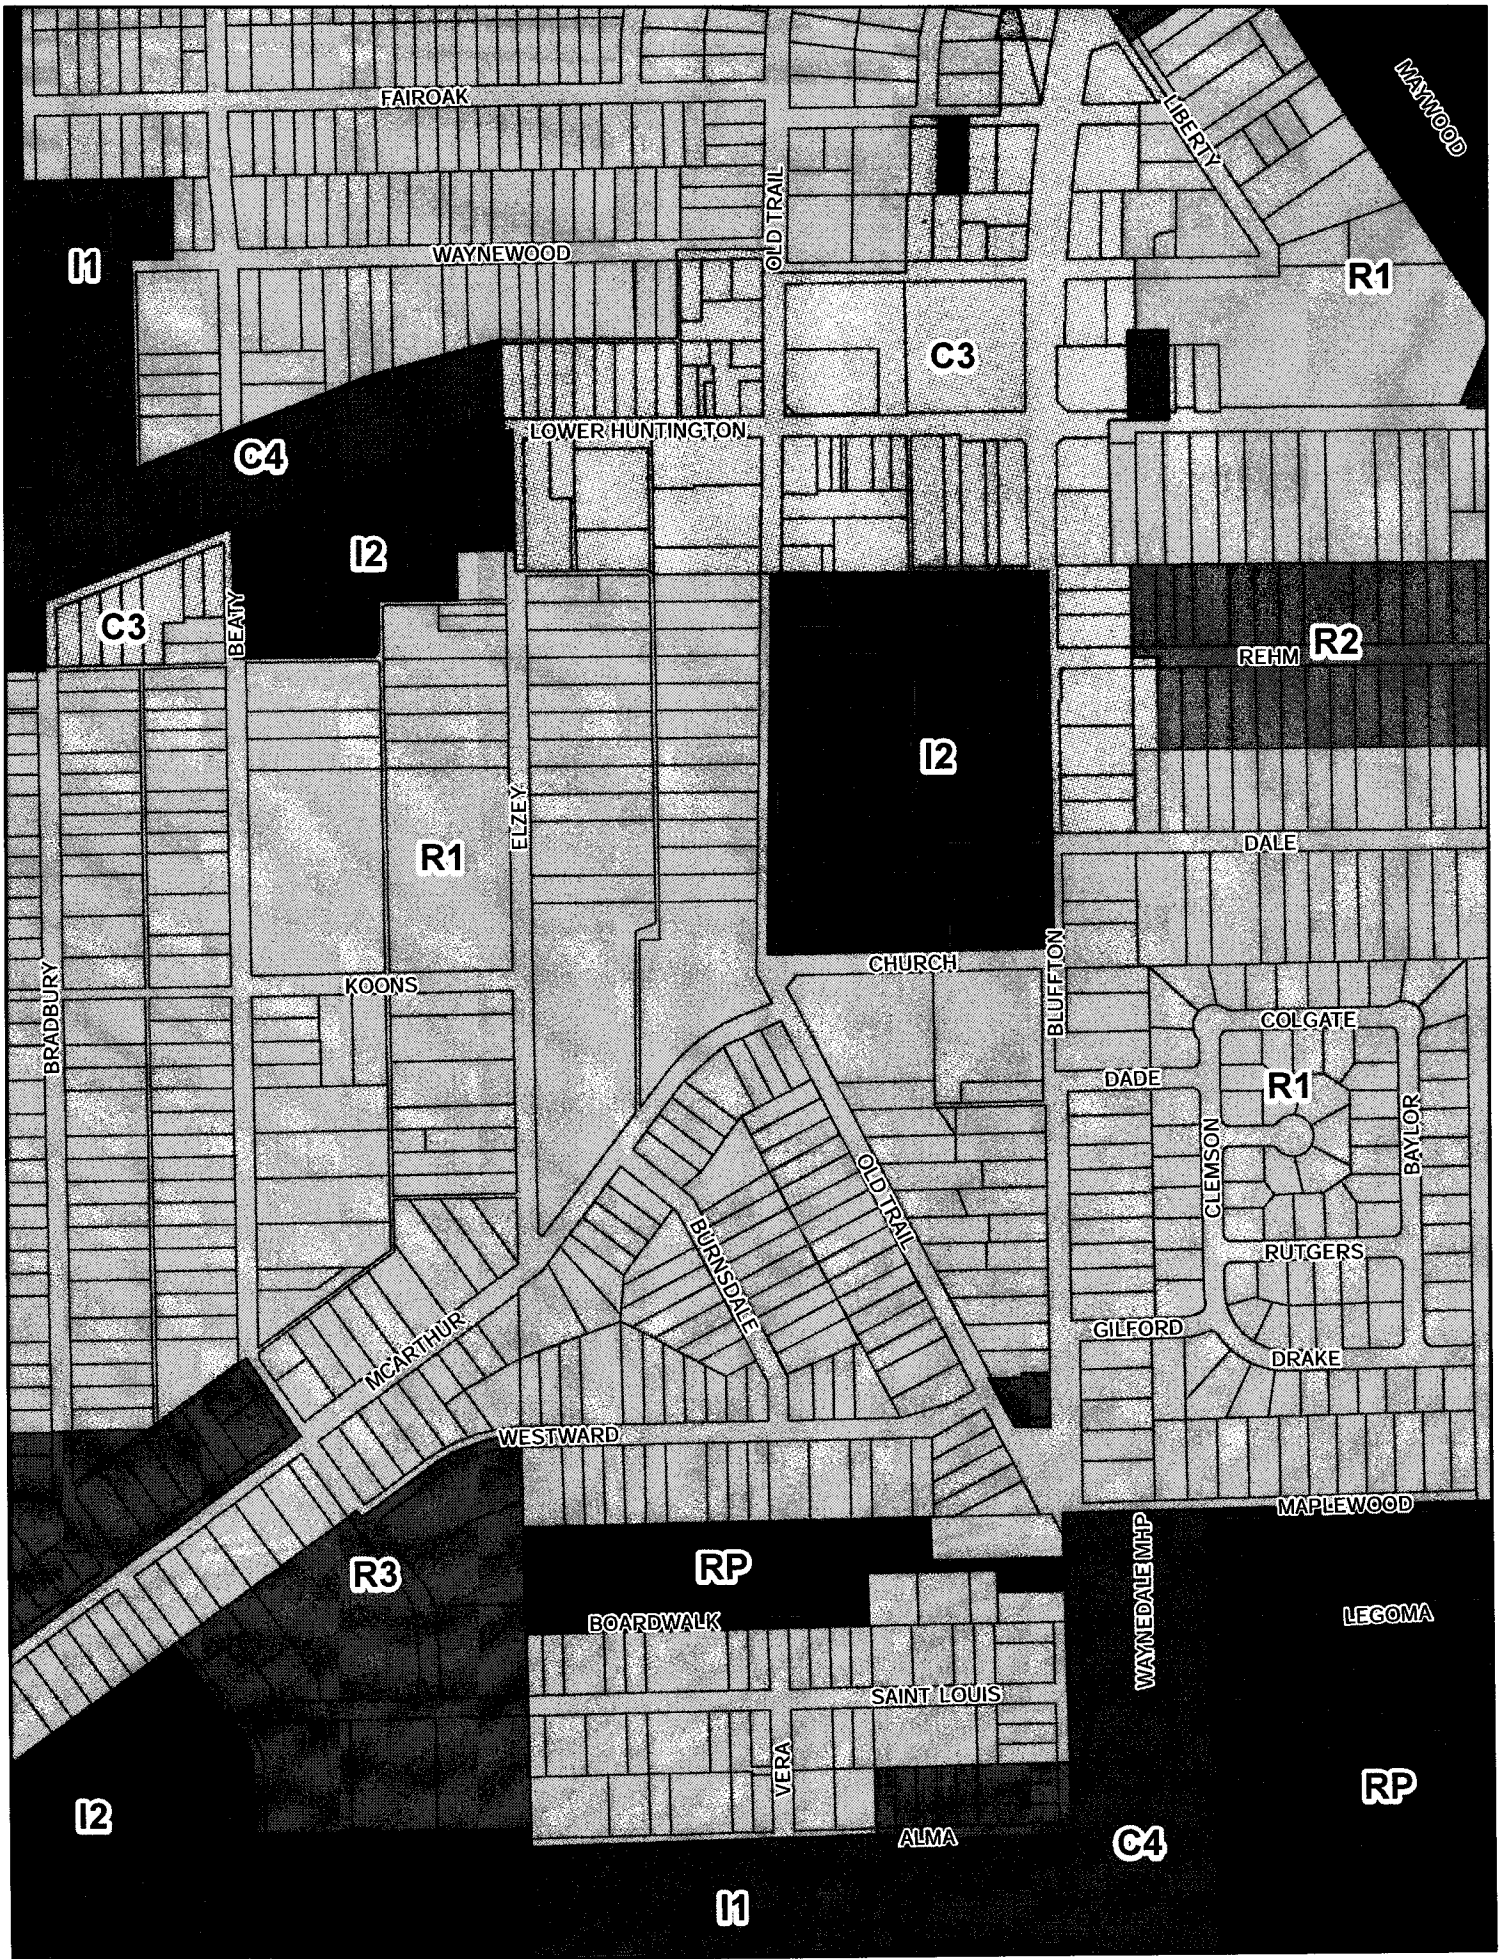 MAYWOOD
FAIROAK
LIBERTY
OLD TRAIL
WAYNEWOOD
I1
R1
C3
LOWER HUNTINGTON
C4
I2
C3
BEATY
R2
REHM
I2
ELZEY
DALE
R1
BLUFFTON
CHURCH
BRADBURY
KOONS
COLGATE
DADE
R1
CLEMSON
BAYLOR
OLD TRAIL
BURNSDALE
RUTGERS
MCARTHUR
GILFORD
DRAKE
WESTWARD
MAPLEWOOD
WAYNEDALE MHP
R3
RP
BOARDWALK
LEGOMA
SAINT LOUIS
VERA
RP
I2
ALMA
C4
I1